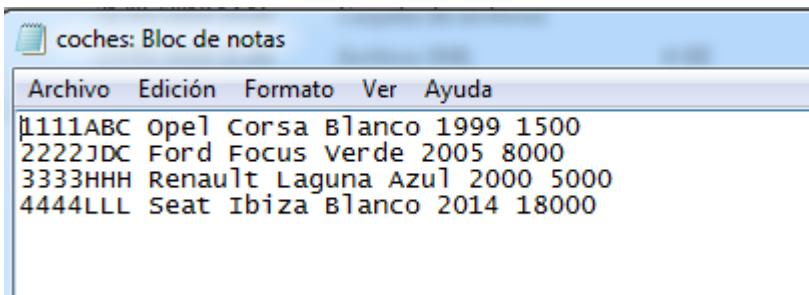 coches: Bloc de notas
Archivo Edición Formato Ver Ayuda
1111ABC Opel Corsa Blanco 1999 1500
2222JDC Ford Focus Verde 2005 8000
3333HHH Renault Laguna Azul 2000 5000
4444LLL Seat Ibiza Blanco 2014 18000